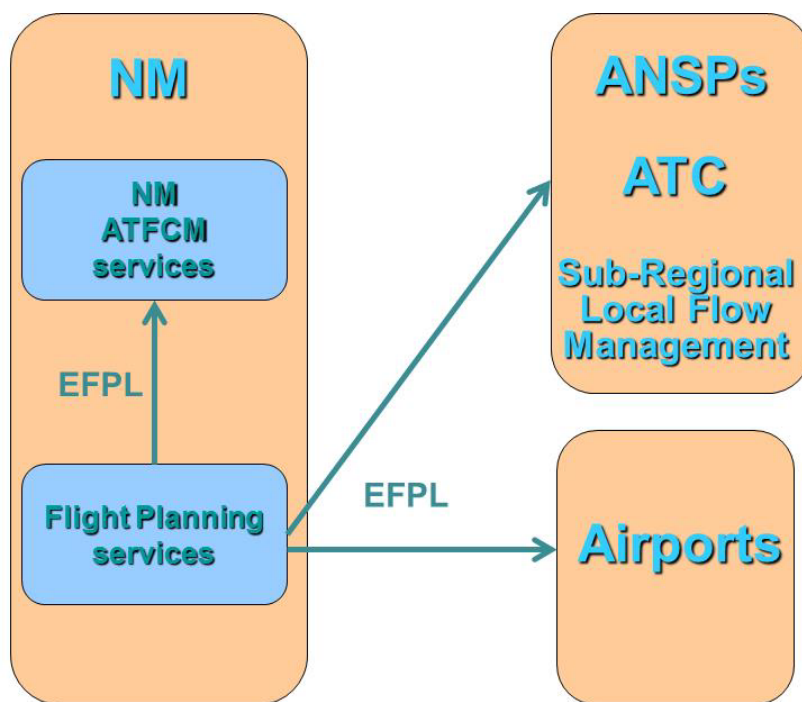 NM
NM
ATFCM
services
EFPL
Flight Planning
services
ANSPs
ATC
Sub-Regional
Local Flow
Management
EFPL
Airports